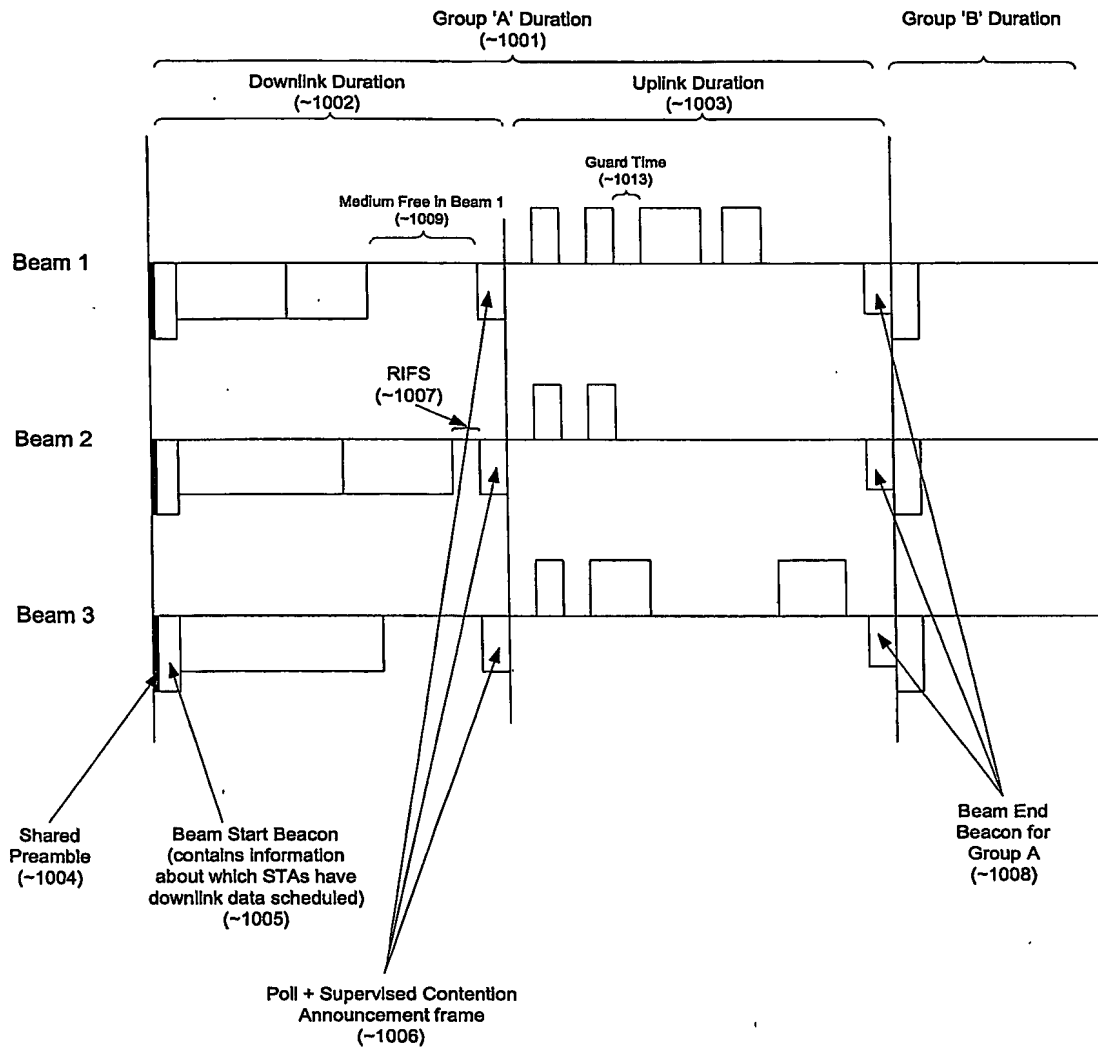 Group 'A' Duration
(~1001)
Group 'B' Duration
Downlink Duration
(~1002)
Uplink Duration
(~1003)
Guard Time
(~1013)
Medium Free in Beam 1
(~1009)
Beam 1
RIFS
(~1007)
Beam 2
Beam 3
Shared
Preamble
(~1004)
Beam Start Beacon
(contains information
about which STAs have
downlink data scheduled)
(~1005)
Beam End
Beacon for
Group A
(~1008)
Poll + Supervised Contention
Announcement frame
(~1006)